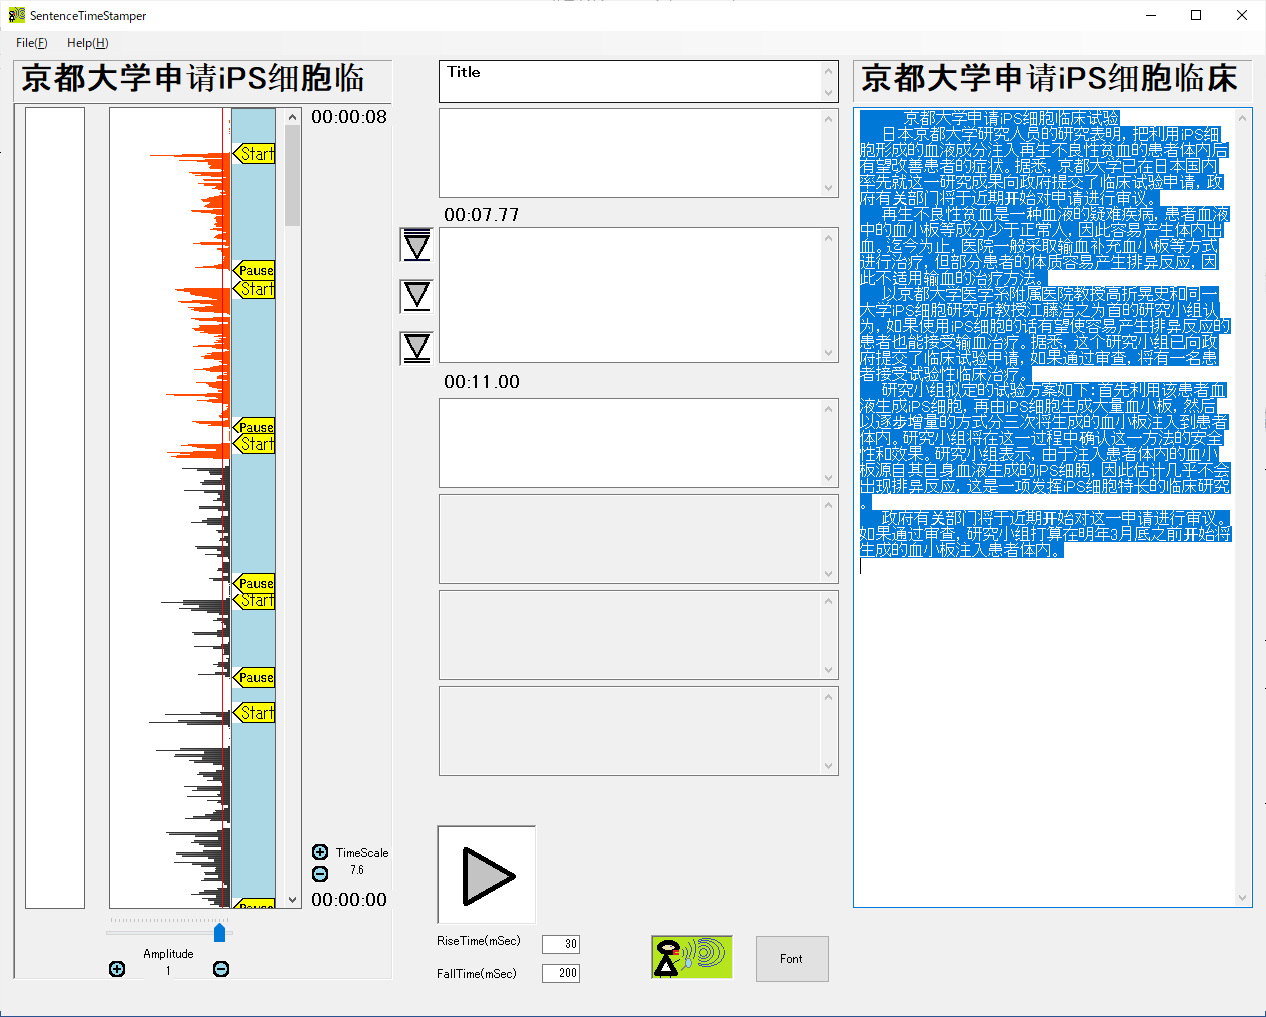 SentenceTimeStamper
File(F)
Help(H)
京都大学申请iPS细胞临
00:00:08
Start
Pause
Start
Pause
Start
Pause
Start
Pause
Start
Pause
TimeScale
7.6
00:00:00
Amplitude
1
Title
00:07.77
00:11.00
RiseTime(mSec)
30
FallTime(mSec)
200
Font
京都大学申请iPS细胞临床
京都大学申请iPS细胞临床试验
日本京都大学研究人员的研究表明，把利用iPS细
胞形成的血液成分注入再生不良性贫血的患者体内后
有望改善患者的症状。据悉，京都大学已在日本国内
率先就这一研究成果向政府提交了临床试验申请，政
府有关部门将于近期开始对申请进行审议。
再生不良性贫血是一种血液的疑难疾病，患者血液
中的血小板等成分少于正常人，因此容易产生体内出
血。迄今为止，医院一般采取输血补充血小板等方式
进行治疗，但部分患者的体质容易产生排异反应，因
此不适用输血的治疗方法。
以京都大学医学系附属医院教授高折晃史和同一
大学iPS细胞研究所教授江藤浩之为首的研究小组认
为，如果使用iPS细胞的话有望使容易产生排异反应的
患者也能接受输血治疗。据悉，这个研究小组已向政
府提交了临床试验申请，如果通过审查，将有一名患
者接受试验性临床治疗。
研究小组拟定的试验方案如下：首先利用该患者血
液生成iPS细胞，再由iPS细胞生成大量血小板，然后
以逐步增量的方式分三次将生成的血小板注入到患者
体内。研究小组将在这一过程中确认这一方法的安全
性和效果。研究小组表示，由于注入患者体内的血小
板源自其自身血液生成的iPS细胞，因此估计几乎不会
出现排异反应，这是一项发挥iPS细胞特长的临床研究
。
政府有关部门将于近期开始对这一申请进行审议。
如果通过审查，研究小组打算在明年3月底之前开始将
生成的血小板注入患者体内。